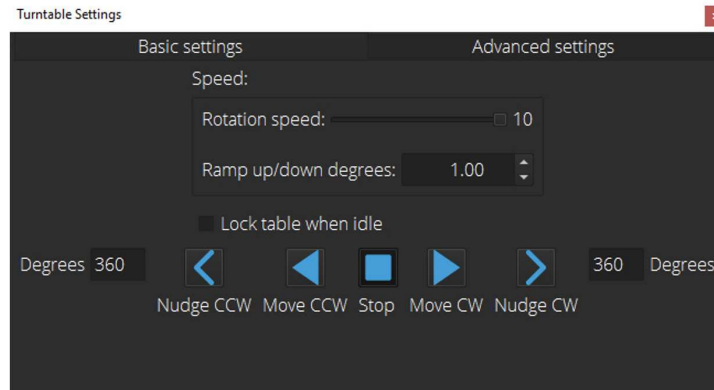 Turntable Settings
Basic settings Advanced settings
Speed:
Rotation speed: 10
Ramp up/down degrees: 1.00
Lock table when idle
Degrees 360 360 Degrees
Nudge CCW Move CCW Stop Move CW Nudge CW